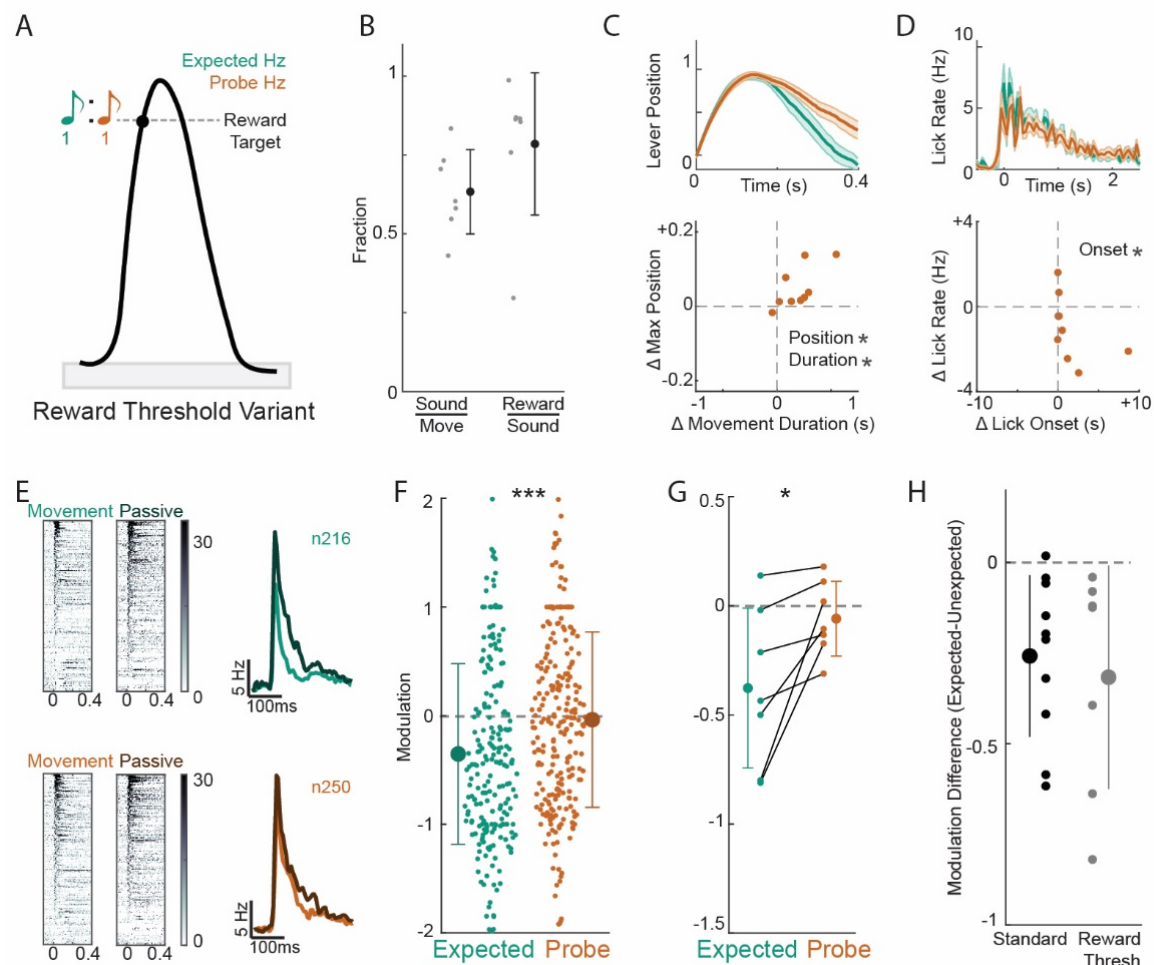 A
Expected Hz
Probe Hz
1 : 1
Reward
Target
Reward Threshold Variant
B
Fraction
1
0.5
0
Sound
Move
Reward
Sound
C
Lever Position
1
0
0
0.4
Time (s)
Δ Max Position
+0.2
0
-0.2
Position *
Duration *
-1
0
1
Δ Movement Duration (s)
D
Lick Rate (Hz)
10
5
0
0
2
Time (s)
Δ Lick Rate (Hz)
+4
0
-4
Onset *
-10
0
+10
Δ Lick Onset (s)
E
Movement Passive
30
0
0 0.4 0 0.4
n216
5 Hz
100ms
Movement Passive
30
0
0 0.4 0 0.4
n250
5 Hz
100ms
F
***
Modulation
2
1
0
-1
-2
Expected Probe
G
*
0.5
0
-0.5
-1
-1.5
Expected Probe
H
Modulation Difference (Expected-Unexpected)
0
-0.5
-1
Standard
Reward
Thresh